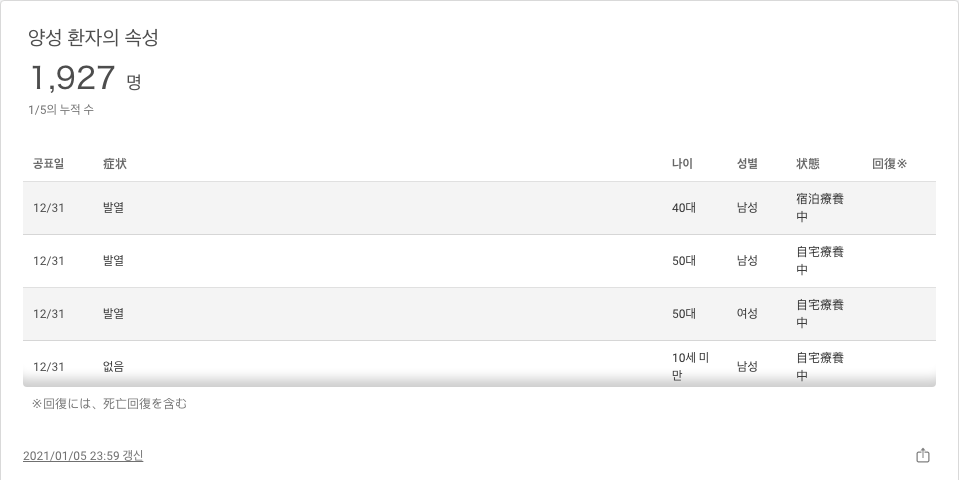 양성 환자의 속성
1,927 명
1/5의 누적 수
공표일 症状 나이 성별 状態 回復※
12/31 발열 40대 남성 宿泊療養
中
12/31 발열 50대 남성 自宅療養
中
12/31 발열 50대 여성 自宅療養
中
12/31 없음 10세 미
만 남성 自宅療養
中
※回復には、死亡回復を含む
2021/01/05 23:59 갱신